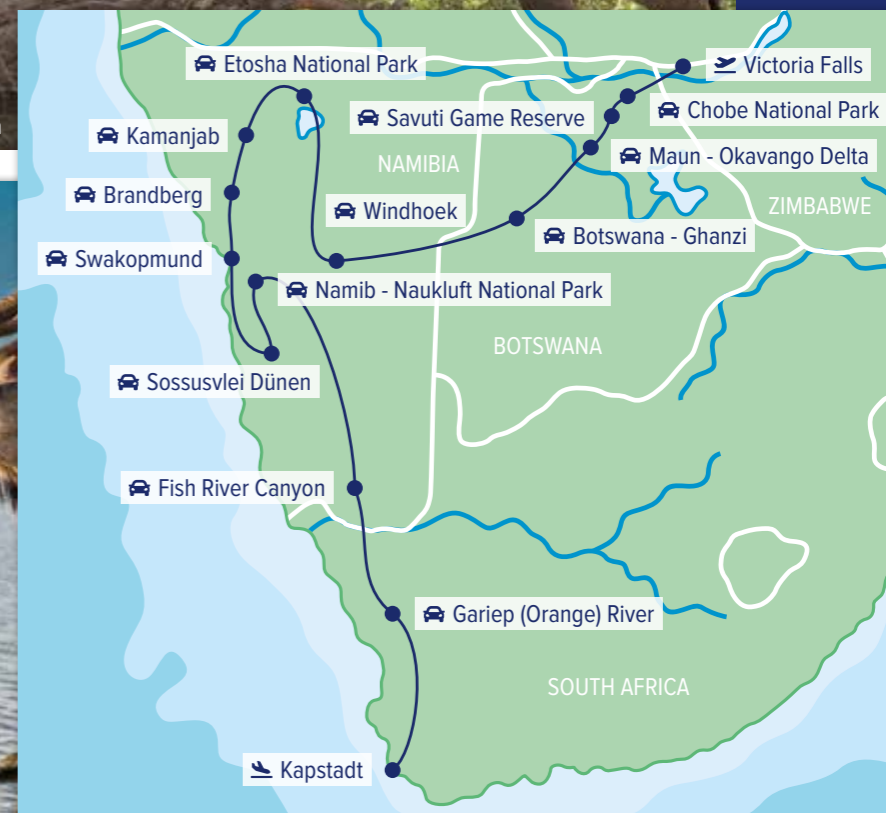 Etosha National Park
Victoria Falls
Savuti Game Reserve
Chobe National Park
Kamanjab
NAMIBIA
Maun - Okavango Delta
Brandberg
Windhoek
ZIMBABWE
Botswana - Ghanzi
Swakopmund
Namib - Naukluft National Park
BOTSWANA
Sossusvlei Dünen
Fish River Canyon
Gariep (Orange) River
SOUTH AFRICA
Kapstadt